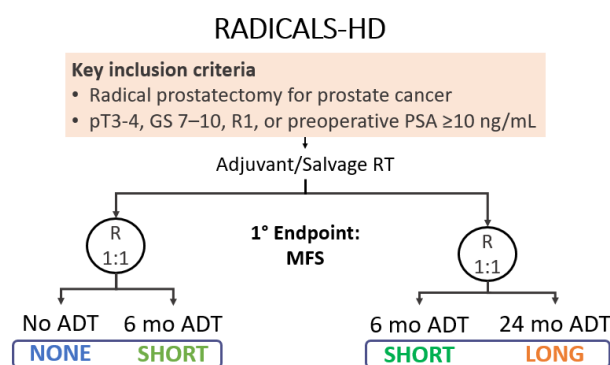 RADICALS-HD
Key inclusion criteria
• Radical prostatectomy for prostate cancer
• pT3-4, GS 7–10, R1, or preoperative PSA ≥10 ng/mL
Adjuvant/Salvage RT
R
1:1
1° Endpoint:
MFS
R
1:1
No ADT 6 mo ADT
NONE SHORT
6 mo ADT 24 mo ADT
SHORT LONG